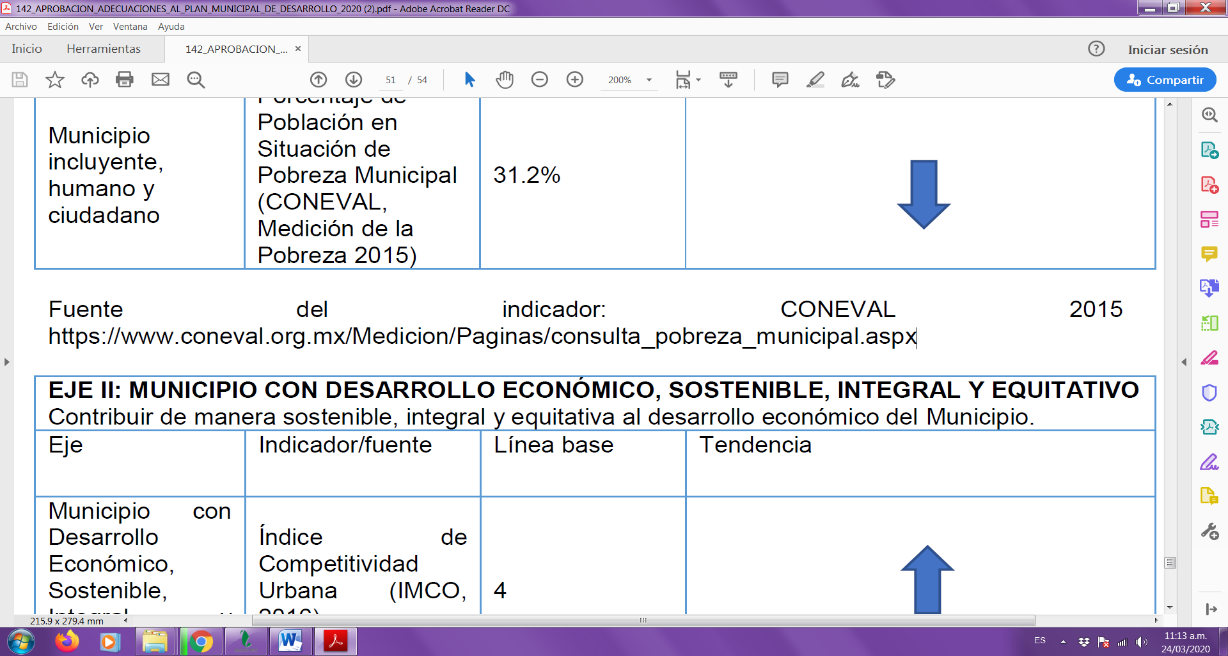 142_APROBACION_ADECUACIONES_AL_PLAN_MUNICIPAL_DE_DESARROLLO_2020 (2).pdf - Adobe Acrobat Reader DC
Archivo Edición Ver Ventana Ayuda
Inicio Herramientas 142_APROBACION_... × Iniciar sesión
51 / 54 200% Compartir
Porcentaje de
Población en
Situación de
Pobreza Municipal
(CONEVAL,
Medición de la
Pobreza 2015)
Municipio
incluyente,
humano y
ciudadano
31.2%
Fuente del indicador: CONEVAL 2015
https://www.coneval.org.mx/Medicion/Paginas/consulta_pobreza_municipal.aspx
EJE II: MUNICIPIO CON DESARROLLO ECONÓMICO, SOSTENIBLE, INTEGRAL Y EQUITATIVO
Contribuir de manera sostenible, integral y equitativa al desarrollo económico del Municipio.
Eje Indicador/fuente Línea base Tendencia
Municipio con
Desarrollo
Económico,
Sostenible,
Integral y
Índice de
Competitividad
Urbana (IMCO,
2016)
4
215.9 x 279.4 mm
ES
11:13 a.m.
24/03/2020